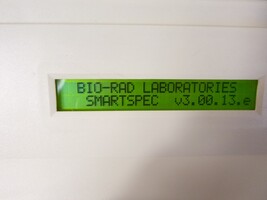 BIO-RAD LABORATORIES
SMARTSPEC v3.00.13.e